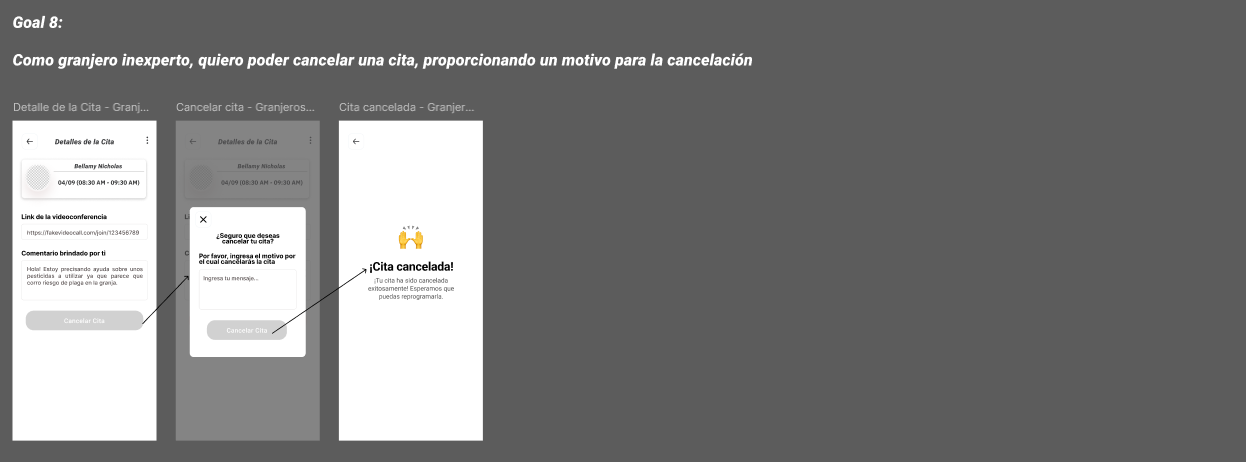 Goal 8:
Como granjero inexperto, quiero poder cancelar una cita, proporcionando un motivo para la cancelación
Detalle de la Cita - Granj...
Detalles de la Cita
Bellamy Nicholas
04/09 (08:30 AM - 09:30 AM)
Link de la videoconferencia
https://fakevideocall.com/join/123456789
Comentario brindado por ti
Hola! Estoy precisando ayuda sobre unos
pesticidas a utilizar ya que parece que
corro riesgo de plaga en la granja.
Cancelar Cita
Cancelar cita - Granjeros...
Detalles de la Cita
Bellamy Nicholas
04/09 (08:30 AM - 09:30 AM)
Li
C
¿Seguro que deseas
cancelar tu cita?
Por favor, ingresa el motivo por
el cual cancelarás la cita
Ingresa tu mensaje...
Cancelar Cita
Cita cancelada - Granjer...
¡Cita cancelada!
¡Tu cita ha sido cancelada
exitosamente! Esperamos que
puedas reprogramarla.